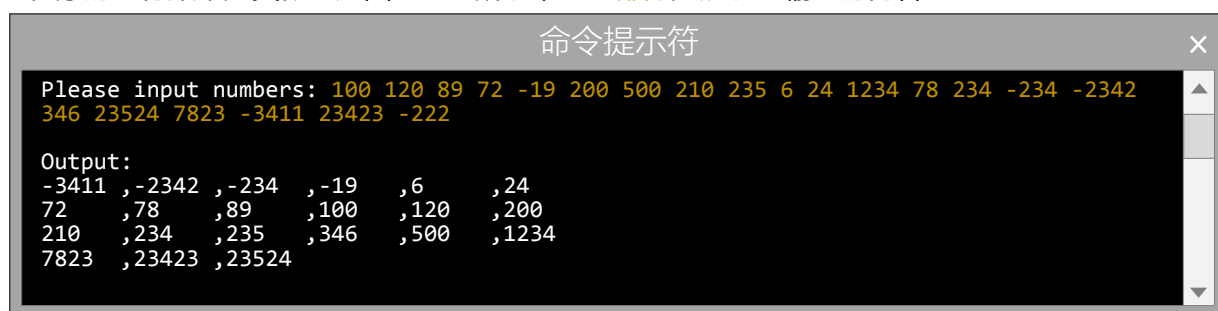 命令提示符
Please input numbers: 100 120 89 72 -19 200 500 210 235 6 24 1234 78 234 -234 -2342
346 23524 7823 -3411 23423 -222
Output:
-3411 ,-2342 ,-234 ,-19 ,6 ,24
72 ,78 ,89 ,100 ,120 ,200
210 ,234 ,235 ,346 ,500 ,1234
7823 ,23423 ,23524